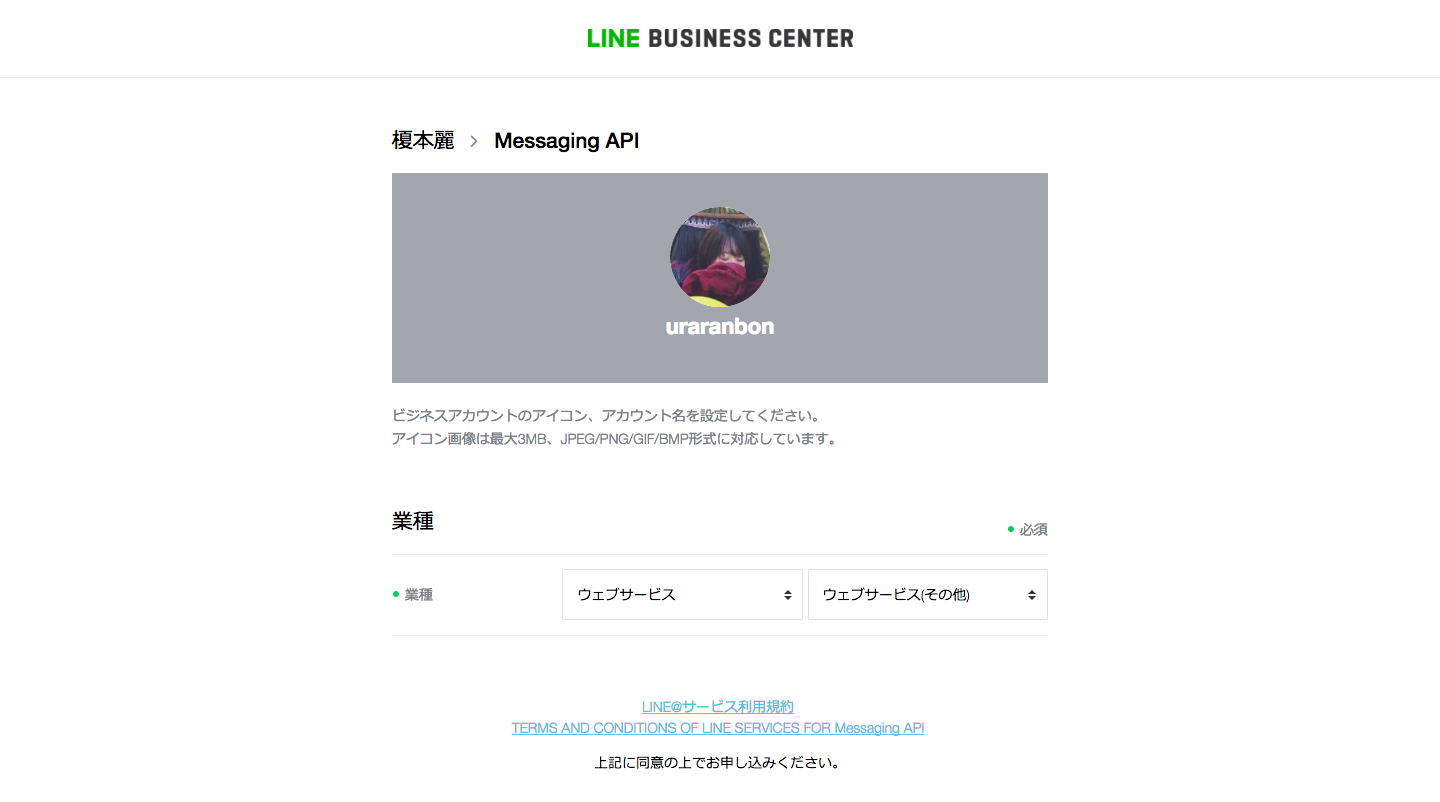 LINE BUSINESS CENTER
榎本麗 > Messaging API
uraranbon
ビジネスアカウントのアイコン、アカウント名を設定してください。
アイコン画像は最大3MB、JPEG/PNG/GIF/BMP形式に対応しています。
業種
必須
業種 ウェブサービス ウェブサービス(その他)
LINE@サービス利用規約
TERMS AND CONDITIONS OF LINE SERVICES FOR Messaging API
上記に同意の上でお申し込みください。